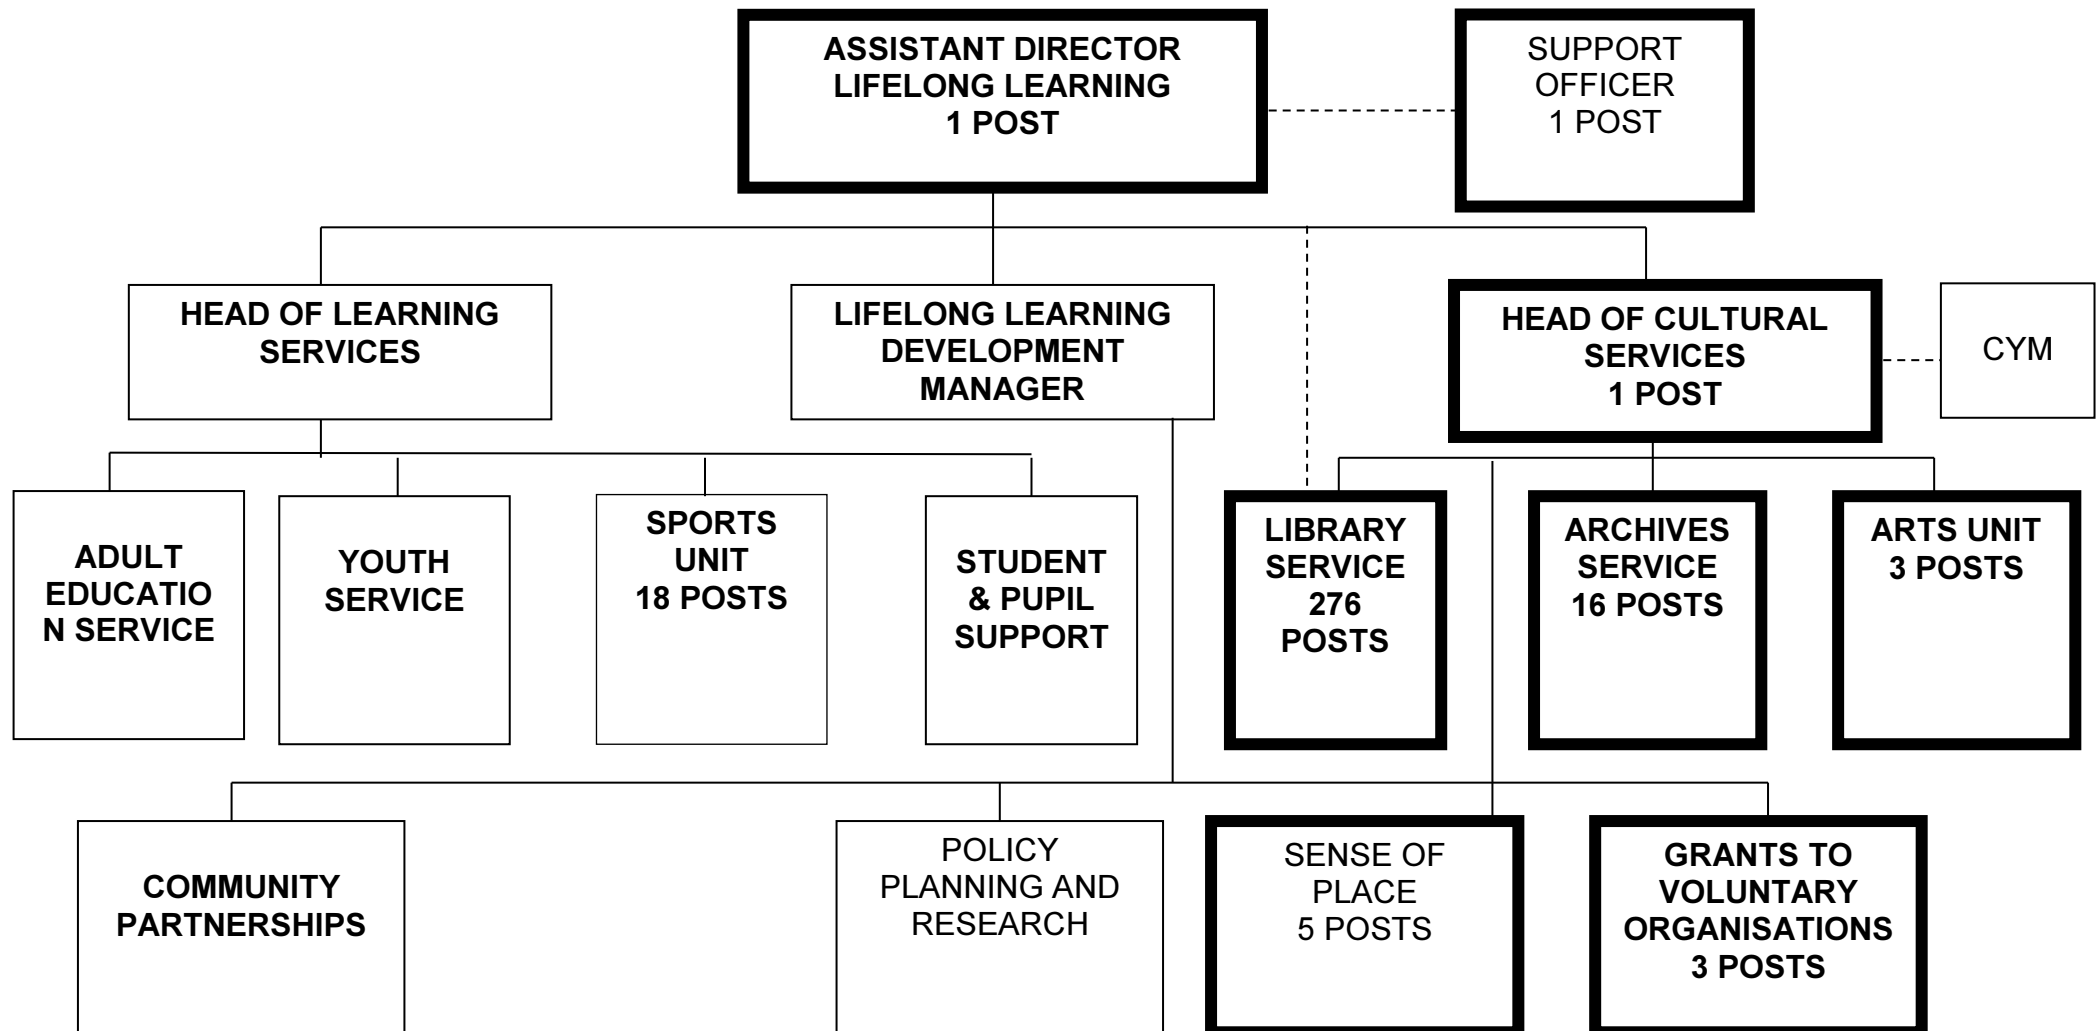 ASSISTANT DIRECTOR
LIFELONG LEARNING
1 POST
SUPPORT
OFFICER
1 POST
HEAD OF LEARNING
SERVICES
LIFELONG LEARNING
DEVELOPMENT
MANAGER
HEAD OF CULTURAL
SERVICES
1 POST
CYM
ADULT
EDUCATIO
N SERVICE
YOUTH
SERVICE
SPORTS
UNIT
18 POSTS
STUDENT
& PUPIL
SUPPORT
LIBRARY
SERVICE
276
POSTS
ARCHIVES
SERVICE
16 POSTS
ARTS UNIT
3 POSTS
COMMUNITY
PARTNERSHIPS
POLICY
PLANNING AND
RESEARCH
SENSE OF
PLACE
5 POSTS
GRANTS TO
VOLUNTARY
ORGANISATIONS
3 POSTS